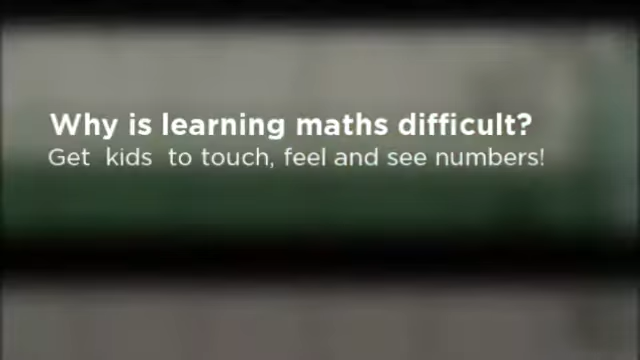 Why is learning maths difficult?
Get kids to touch, feel and see numbers!